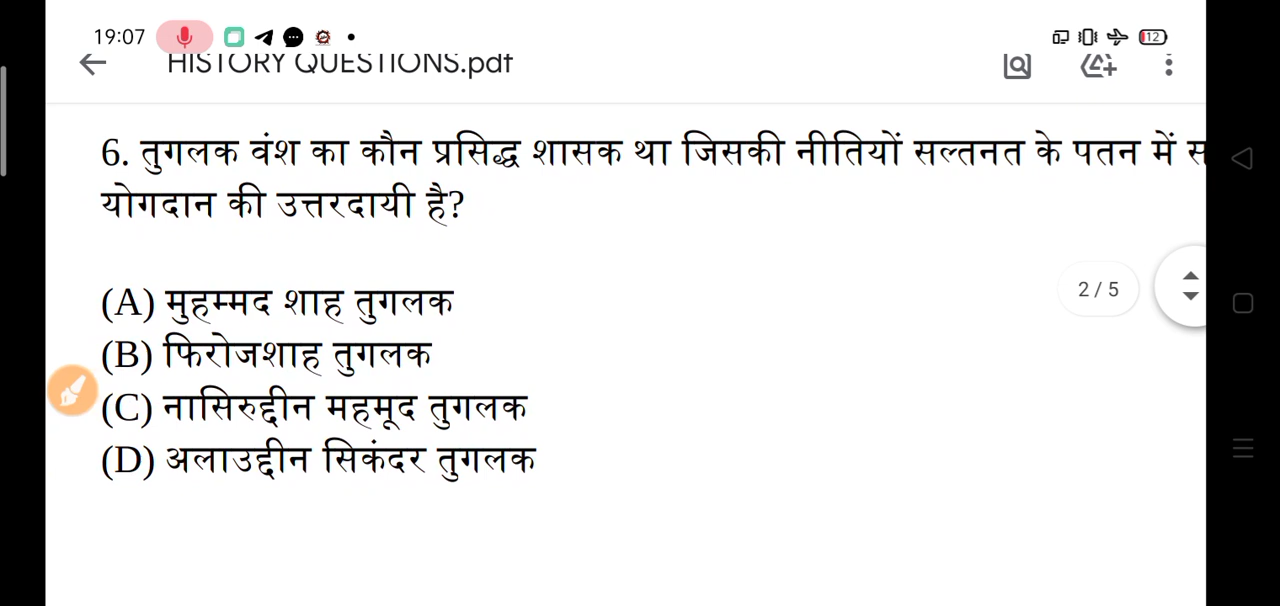 19:07
12
HISTORY QUESTIONS.pdf
6. तुगलक वंश का कौन प्रसिद्ध शासक था जिसकी नीतियों सल्तनत के पतन में
योगदान की उत्तरदायी है?
2 / 5
(A) मुहम्मद शाह तुगलक
(B) फिरोजशाह तुगलक
(C) नासिरुद्दीन महमूद तुगलक
(D) अलाउद्दीन सिकंदर तुगलक